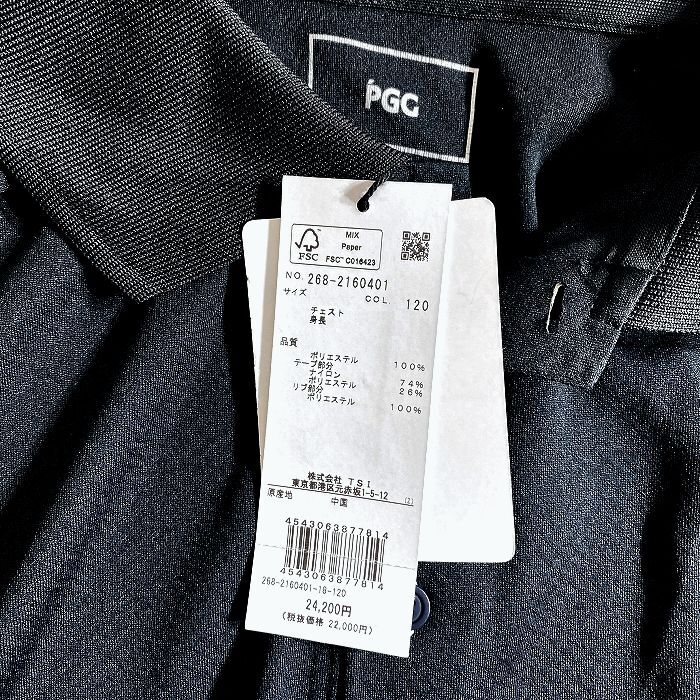 PGG
MIX
Paper
FSC
FSC™ C016423
NO. 268-2160401
サイズ COL. 120
チェスト
身長
品質
ポリエステル 100%
テープ部分
ナイロン 74%
ポリエステル 26%
リブ部分
ポリエステル 100%
株式会社 TSI
東京都港区元赤坂1-5-12 (2)
原産地 中国
4543063877814
4543063877814
268-2160401-18-120
24,200円
(税抜価格 22,000円)